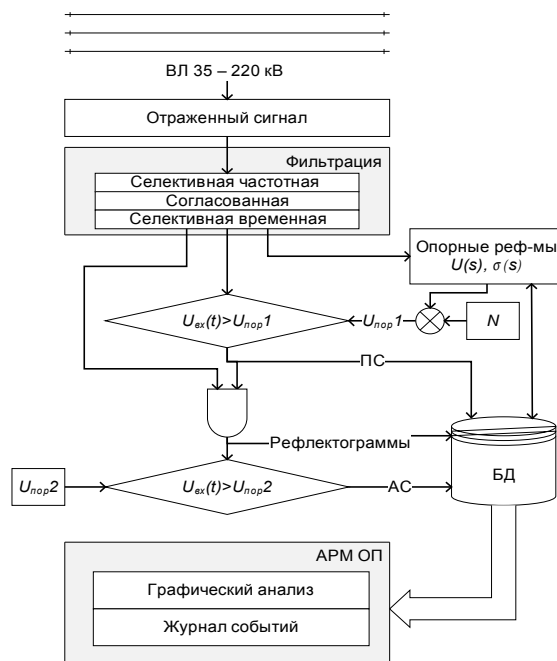 ВЛ 35 – 220 кВ
Отраженный сигнал
Фильтрация
Селективная частотная
Согласованная
Селективная временная
Опорные реф-мы
U(s), σ(s)
Uвх(t)>Uпор1
Uпор1
N
ПС
Рефлектограммы
Uпор2
Uвх(t)>Uпор2
АС
БД
АРМ ОП
Графический анализ
Журнал событий